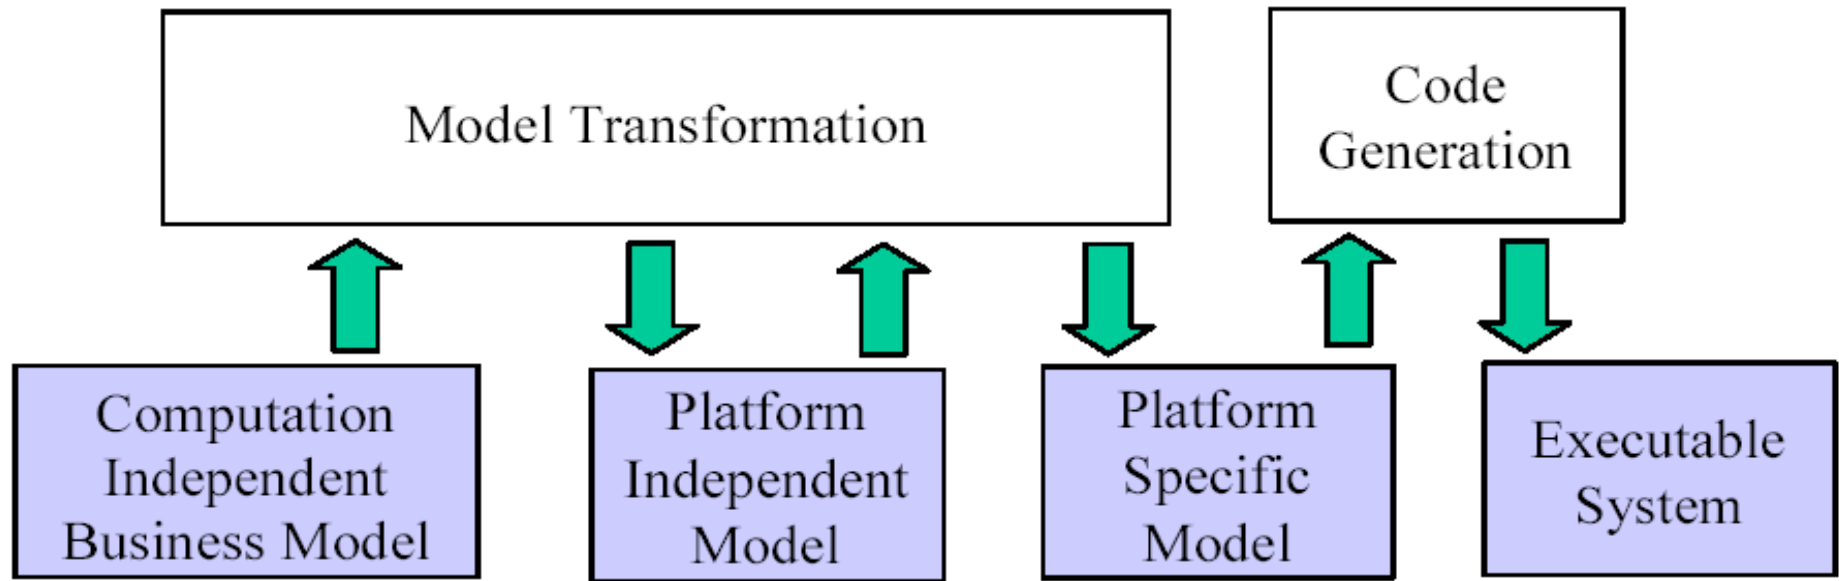 Model Transformation
Code
Generation
Computation
Independent
Business Model
Platform
Independent
Model
Platform
Specific
Model
Executable
System